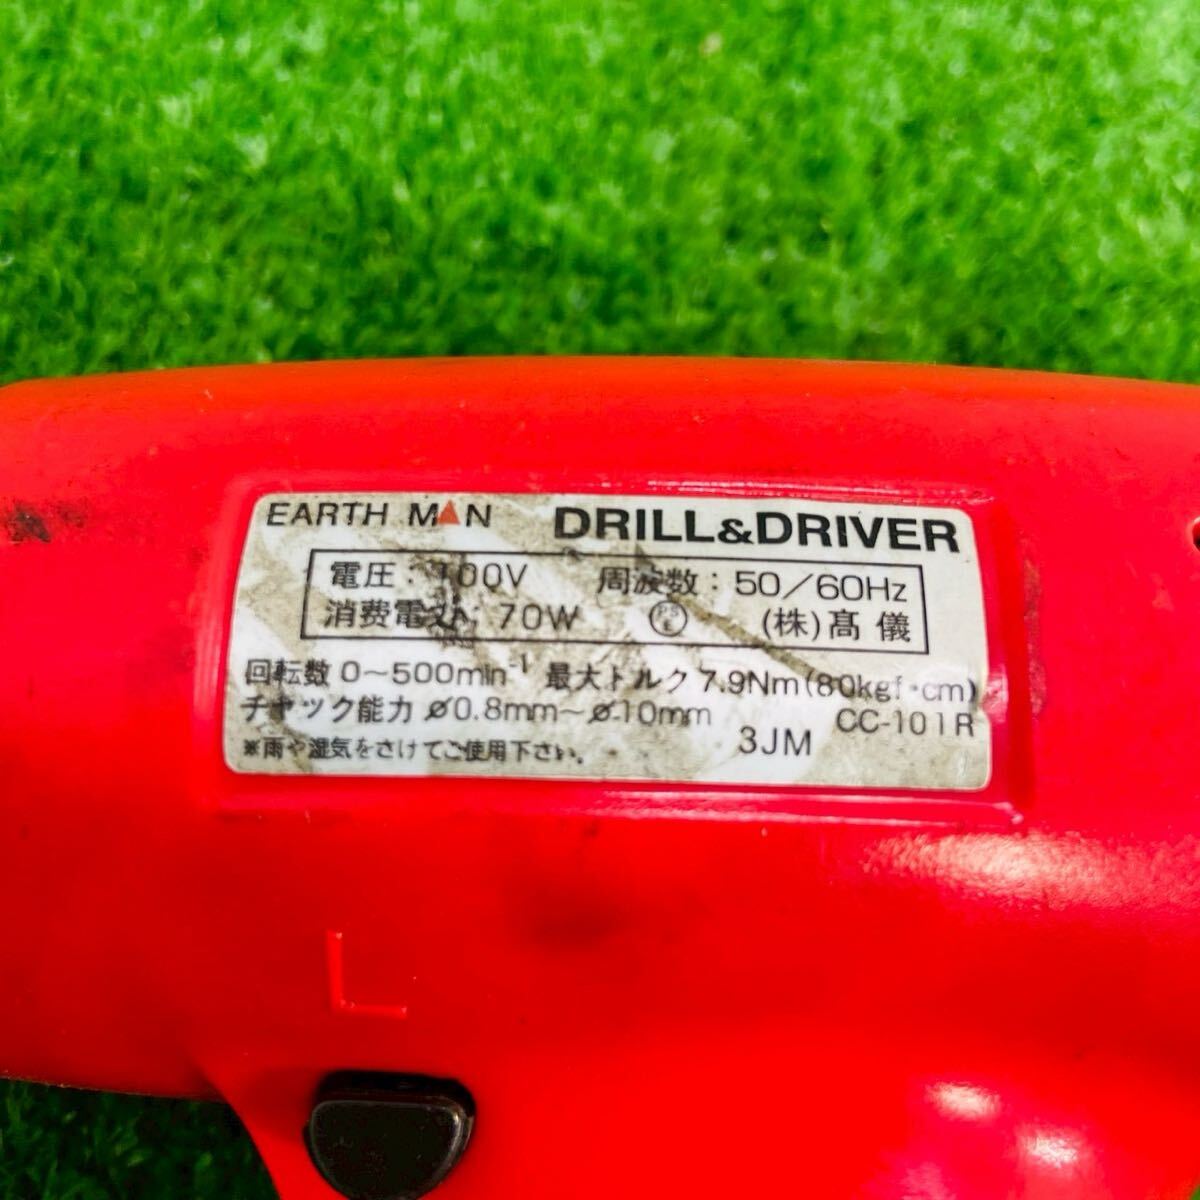 EARTH MAN DRILL&DRIVER
電圧：100V 周波数：50／60Hz
消費電力：70W PS E (株)髙儀
回転数 0～500min⁻¹ 最大トルク 7.9Nm(80kgf・cm)
チャック能力 ø0.8mm～ø10mm CC-101R
※雨や湿気をさけてご使用下さい。 3JM
L